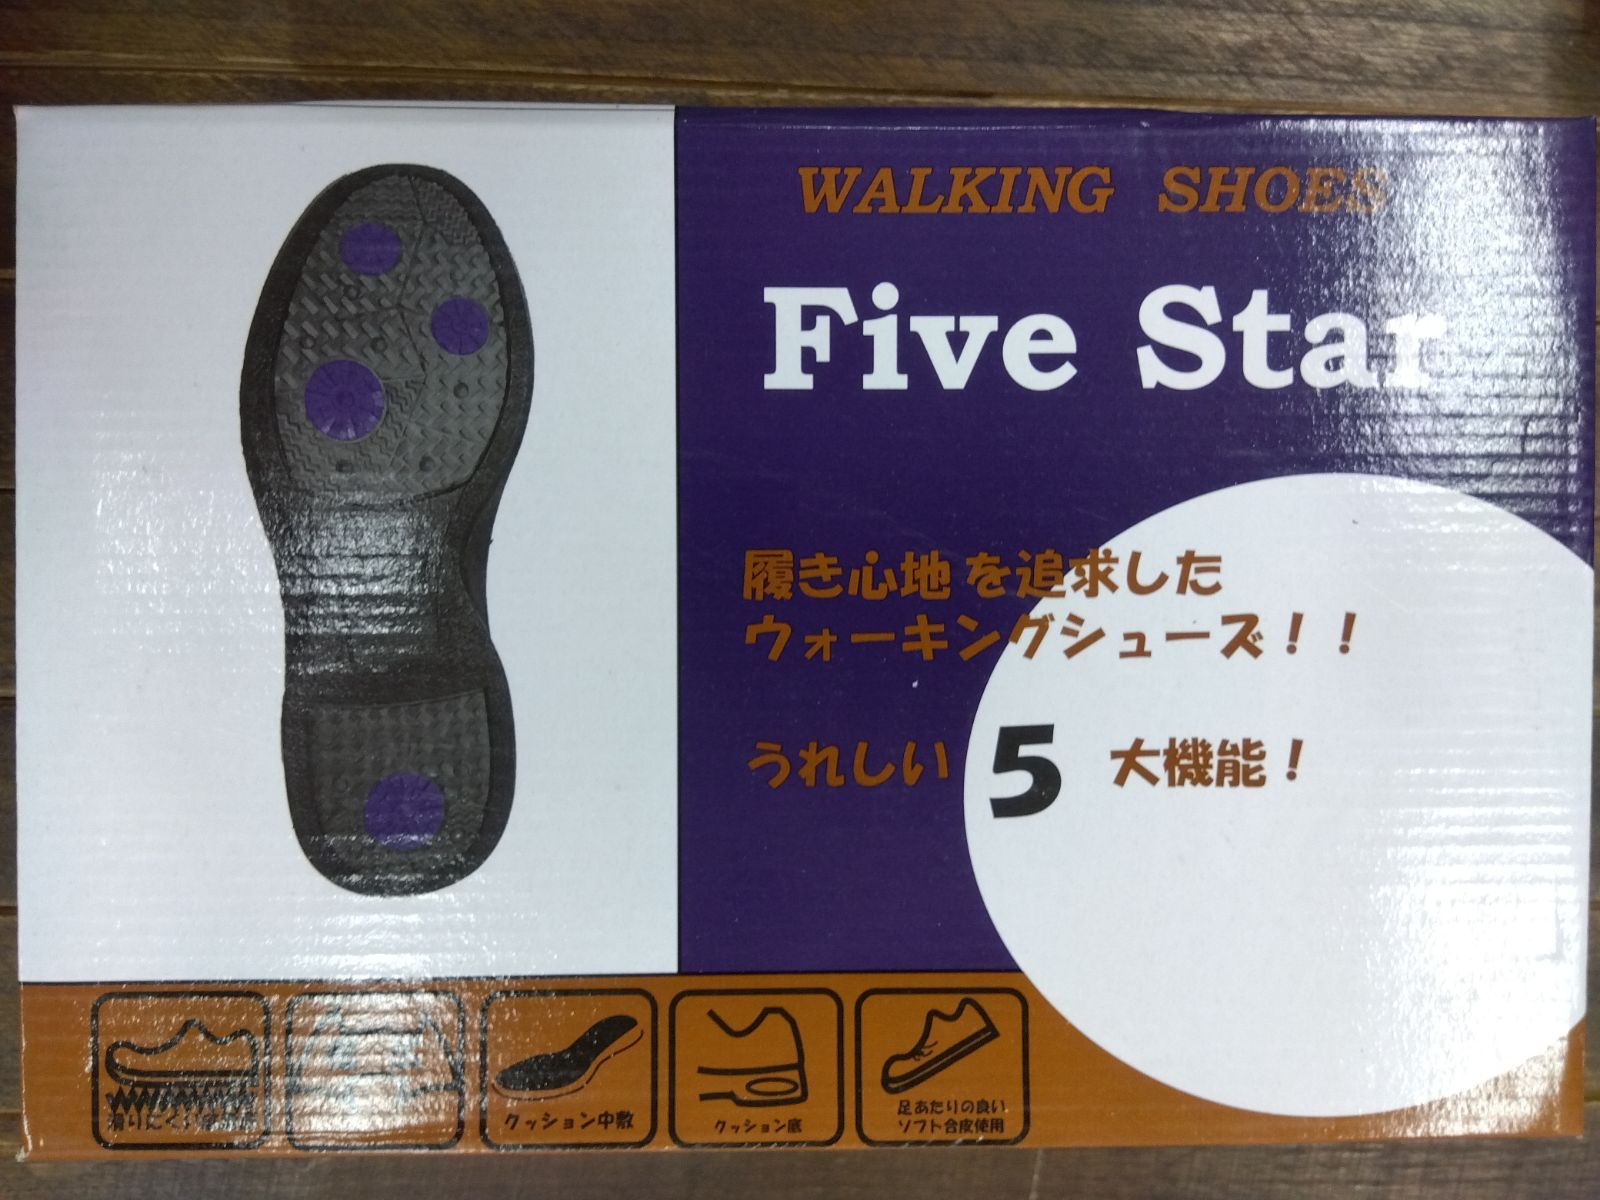 WALKING SHOES
Five Star
履き心地を追求した
ウォーキングシューズ！！
うれしい 5 大機能！
クッション中敷
クッション底
足あたりの良い
ソフト合皮使用